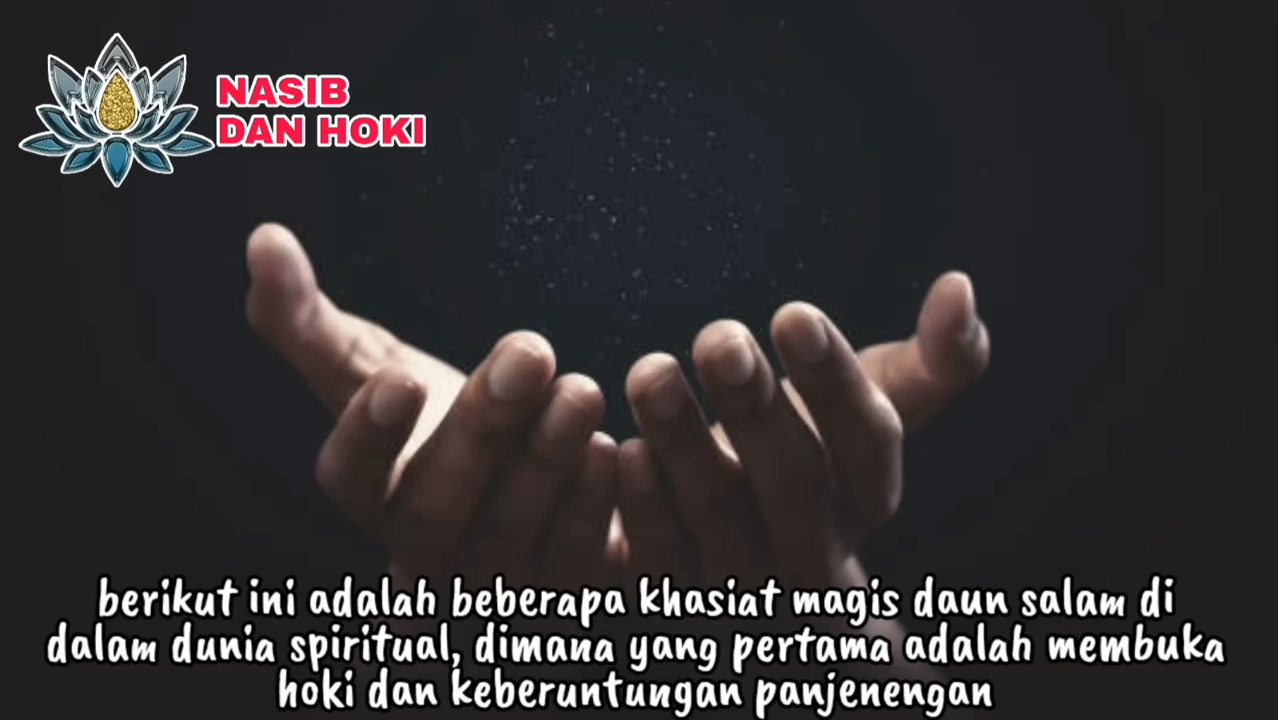 NASIB
DAN HOKI
berikut ini adalah beberapa khasiat magis daun salam di
dalam dunia spiritual, dimana yang pertama adalah membuka
hoki dan keberuntungan panjenengan